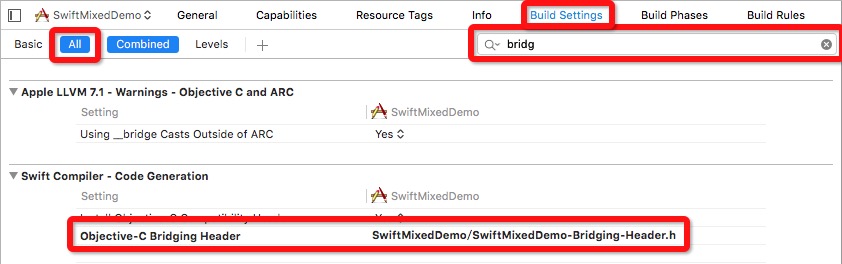 SwiftMixedDemo General Capabilities Resource Tags Info Build Settings Build Phases Build Rules
Basic All Combined Levels + bridg
Apple LLVM 7.1 - Warnings - Objective C and ARC
Setting SwiftMixedDemo
Using __bridge Casts Outside of ARC Yes
Swift Compiler - Code Generation
Setting SwiftMixedDemo
Objective-C Bridging Header SwiftMixedDemo/SwiftMixedDemo-Bridging-Header.h